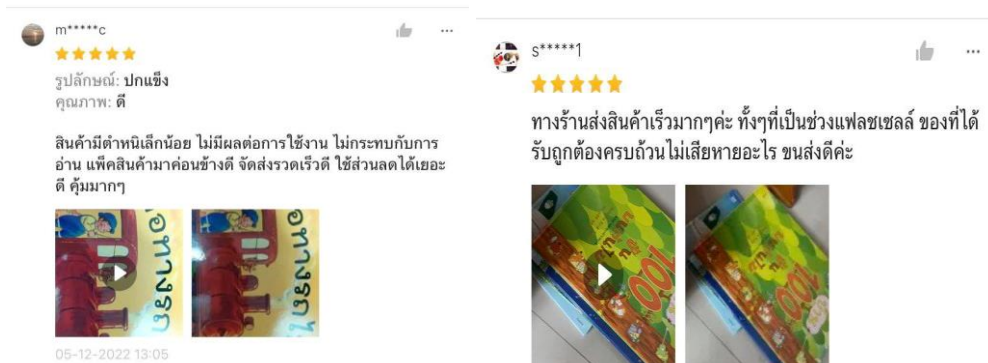 m*****c
รูปลักษณ์: ปกแข็ง
คุณภาพ: ดี
สินค้ามีตำหนิเล็กน้อย ไม่มีผลต่อการใช้งาน ไม่กระทบกับการ
อ่าน แพ็คสินค้ามาค่อนข้างดี จัดส่งรวดเร็วดี ใช้ส่วนลดได้เยอะ
ดี คุ้มมากๆ
05-12-2022 13:05
s*****1
ทางร้านส่งสินค้าเร็วมากๆค่ะ ทั้งๆที่เป็นช่วงแฟลชเชลล์ ของที่ได้
รับถูกต้องครบถ้วนไม่เสียหายอะไร ขนส่งดีค่ะ
100
100